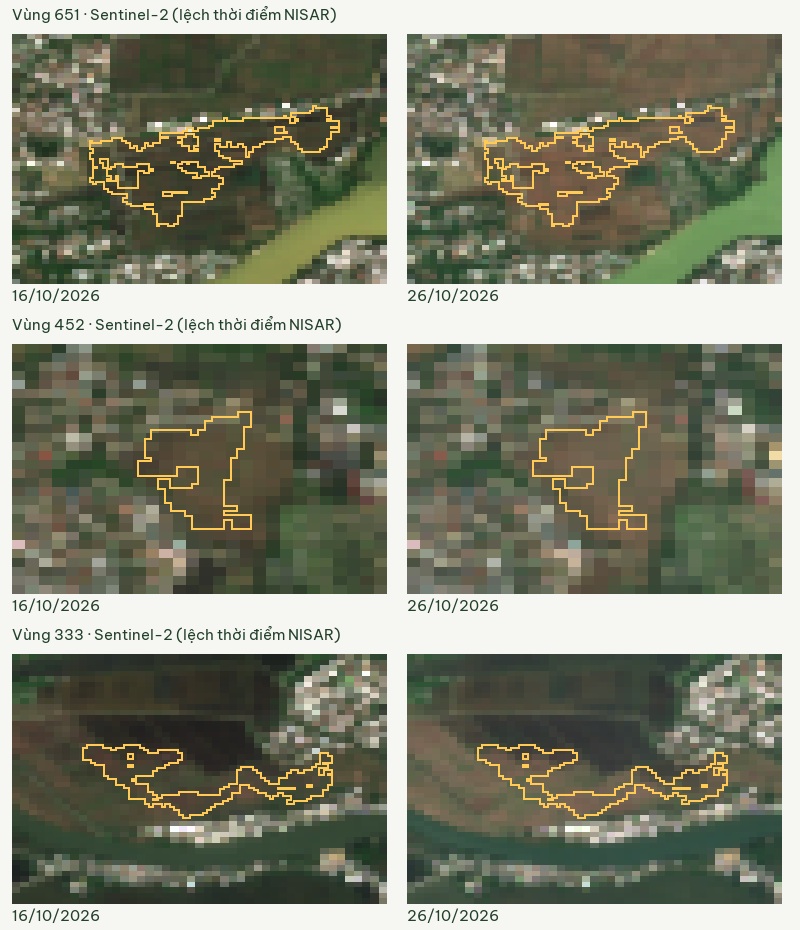 Vùng 651 · Sentinel-2 (lệch thời điểm NISAR)
16/10/2026
26/10/2026
Vùng 452 · Sentinel-2 (lệch thời điểm NISAR)
16/10/2026
26/10/2026
Vùng 333 · Sentinel-2 (lệch thời điểm NISAR)
16/10/2026
26/10/2026